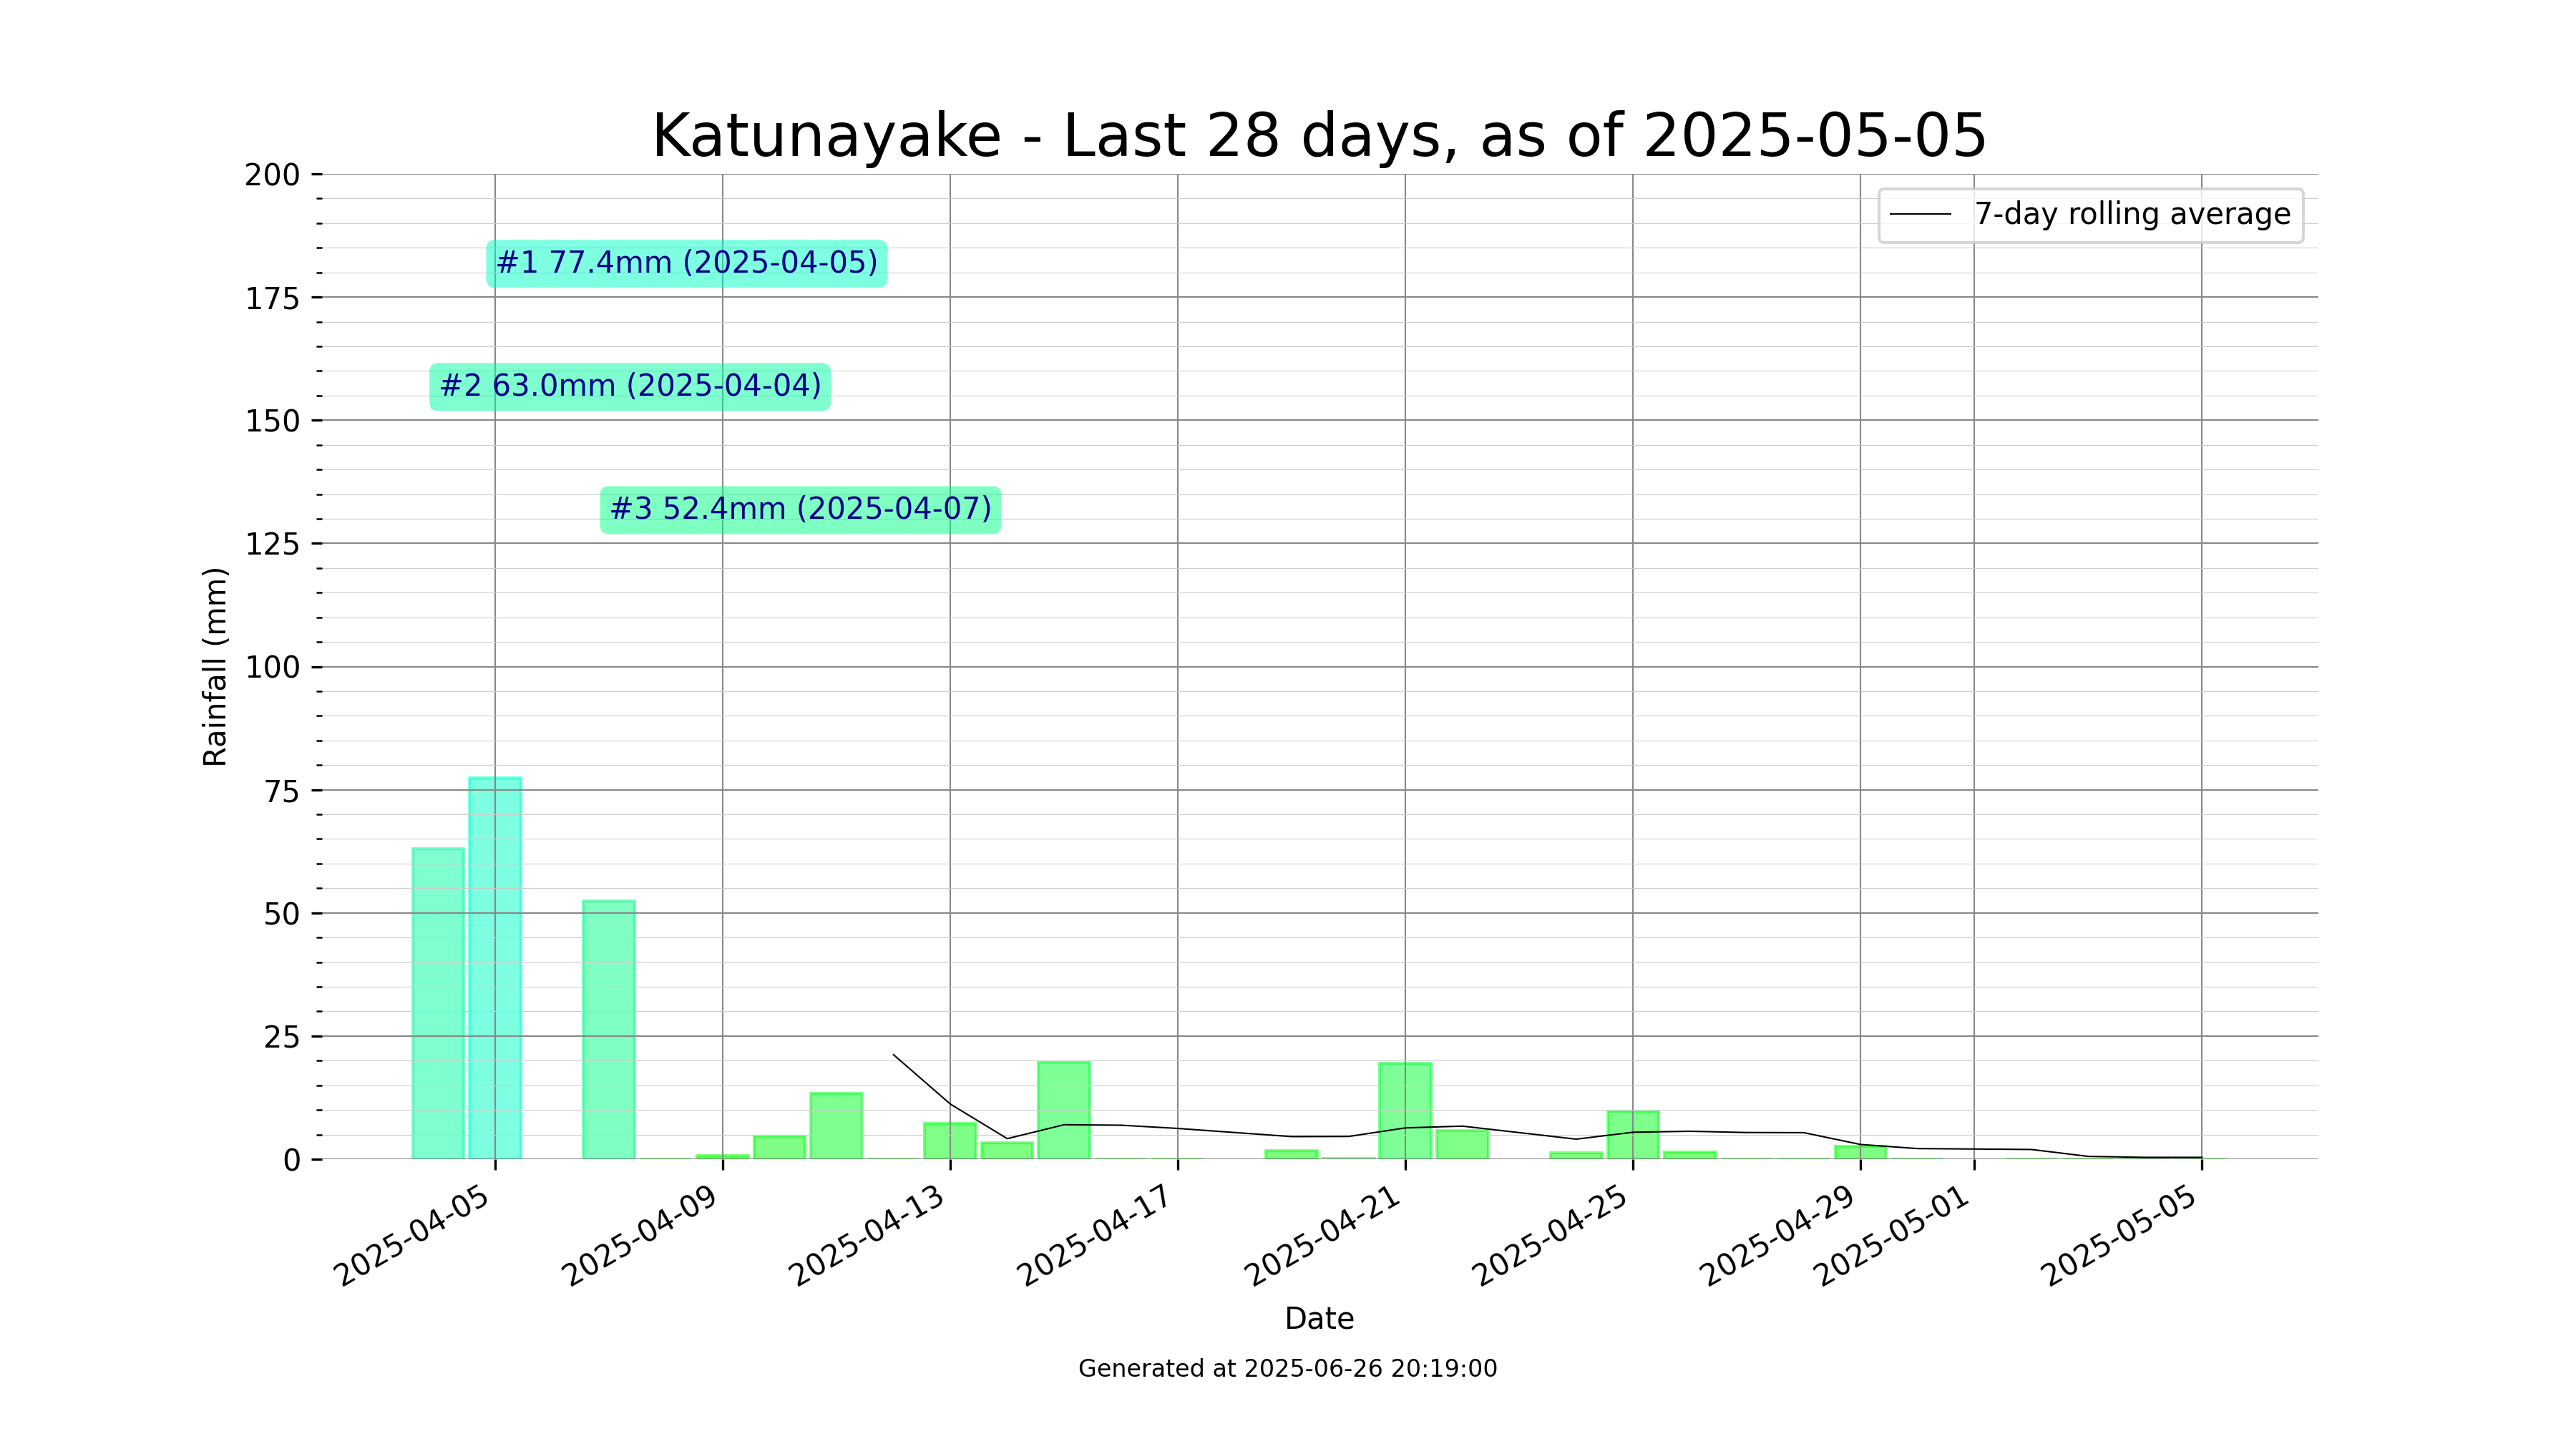 Katunayake - Last 28 days, as of 2025-05-05
7-day rolling average
#1 77.4mm (2025-04-05)
#2 63.0mm (2025-04-04)
#3 52.4mm (2025-04-07)
Rainfall (mm)
200
175
150
125
100
75
50
25
0
2025-04-05
2025-04-09
2025-04-13
2025-04-17
2025-04-21
2025-04-25
2025-04-29
2025-05-01
2025-05-05
Date
Generated at 2025-06-26 20:19:00